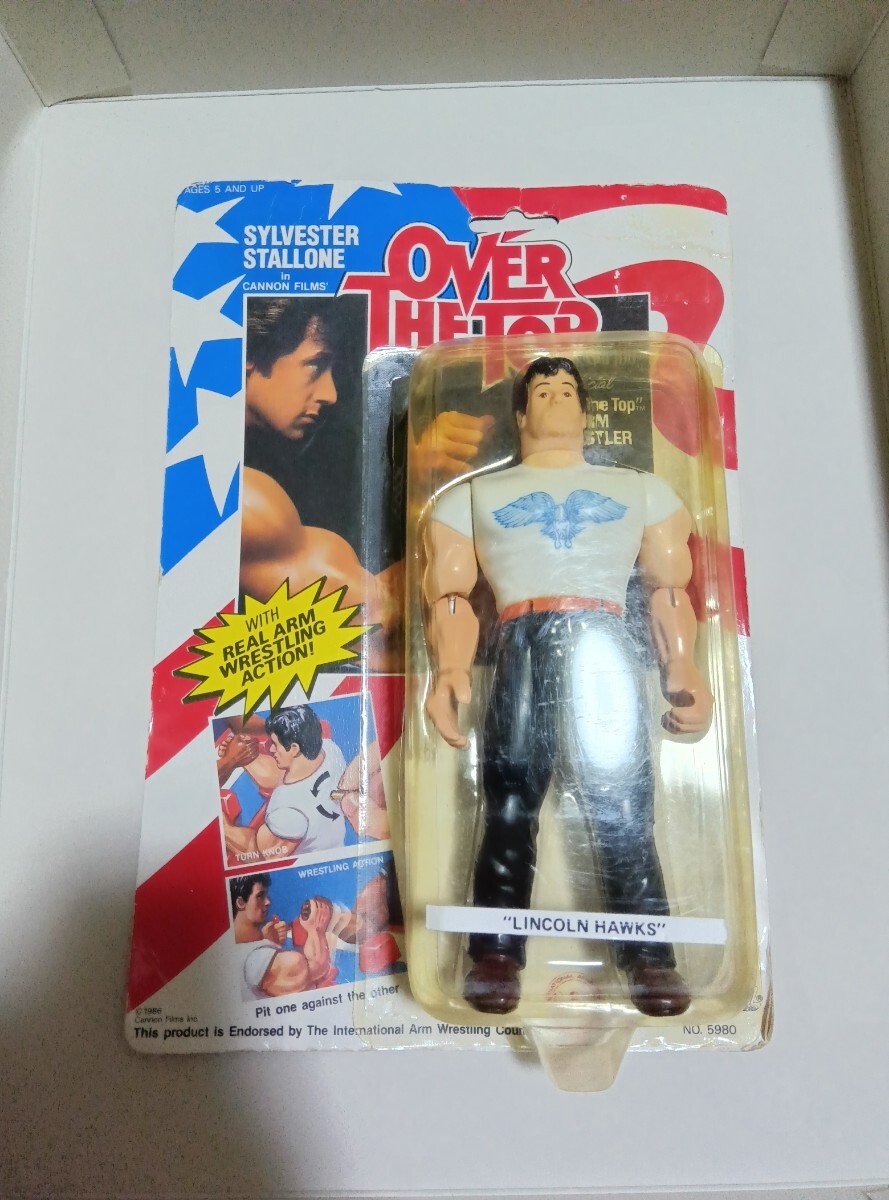 AGES 5 AND UP
SYLVESTER
STALLONE
in
CANNON FILMS'
OVER
THE TOP
The Top"™
WITH
REAL ARM
WRESTLING
ACTION!
TURN KNOB
WRESTLING ACTION
"LINCOLN HAWKS"
Pit one against the other
©1986
Cannon Films Inc.
This product is Endorsed by The International Arm Wrestling
NO. 5980